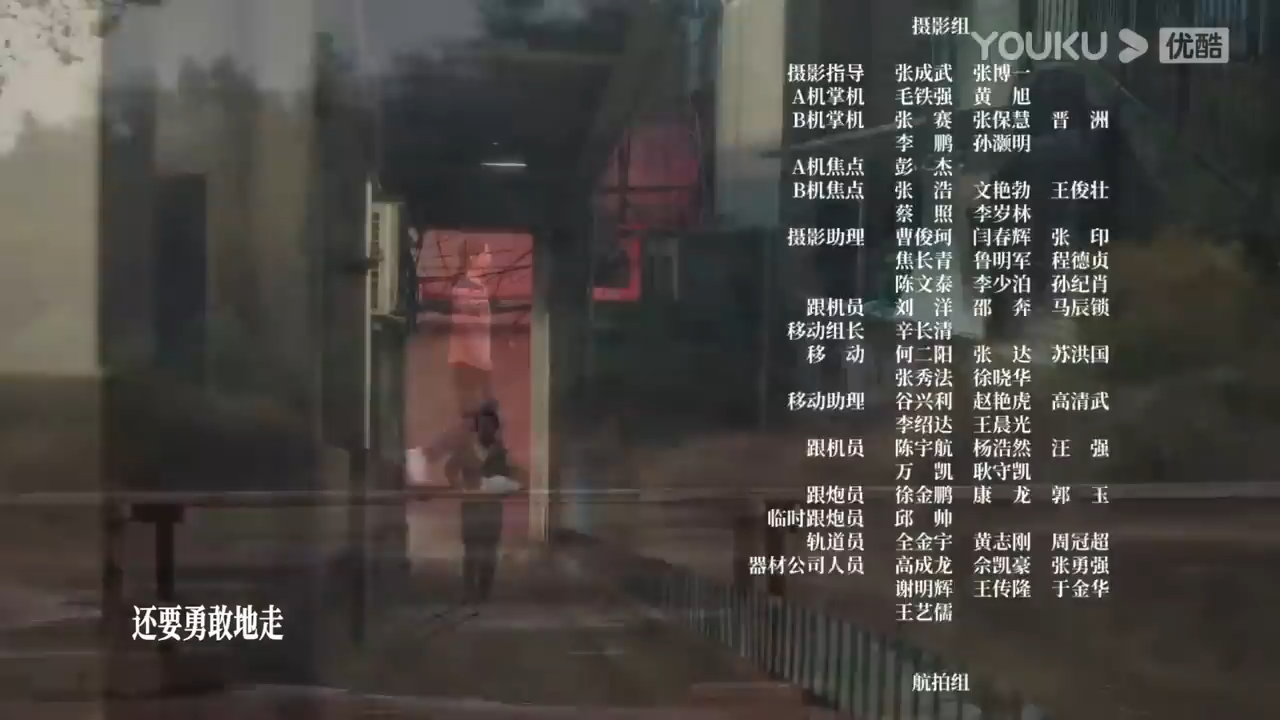 摄影组
YOUKU 优酷
摄影指导 张成武 张博一
A机掌机 毛铁强 黄 旭
B机掌机 张 赛 张保慧 晋 洲
李 鹏 孙灏明
A机焦点 彭 杰
B机焦点 张 浩 文艳勃 王俊壮
蔡 照 李岁林
摄影助理 曹俊珂 闫春辉 张 印
焦长青 鲁明军 程德贞
陈文泰 李少泊 孙纪肖
跟机员 刘 洋 邵 奔 马辰锁
移动组长 辛长清
移 动 何二阳 张 达 苏洪国
张秀法 徐晓华
移动助理 谷兴利 赵艳虎 高清武
李绍达 王晨光
跟机员 陈宇航 杨浩然 汪 强
万 凯 耿守凯
跟炮员 徐金鹏 康 龙 郭 玉
临时跟炮员 邱 帅
轨道员 全金宇 黄志刚 周冠超
器材公司人员 高成龙 佘凯豪 张勇强
谢明辉 王传隆 于金华
王艺儒
还要勇敢地走
航拍组